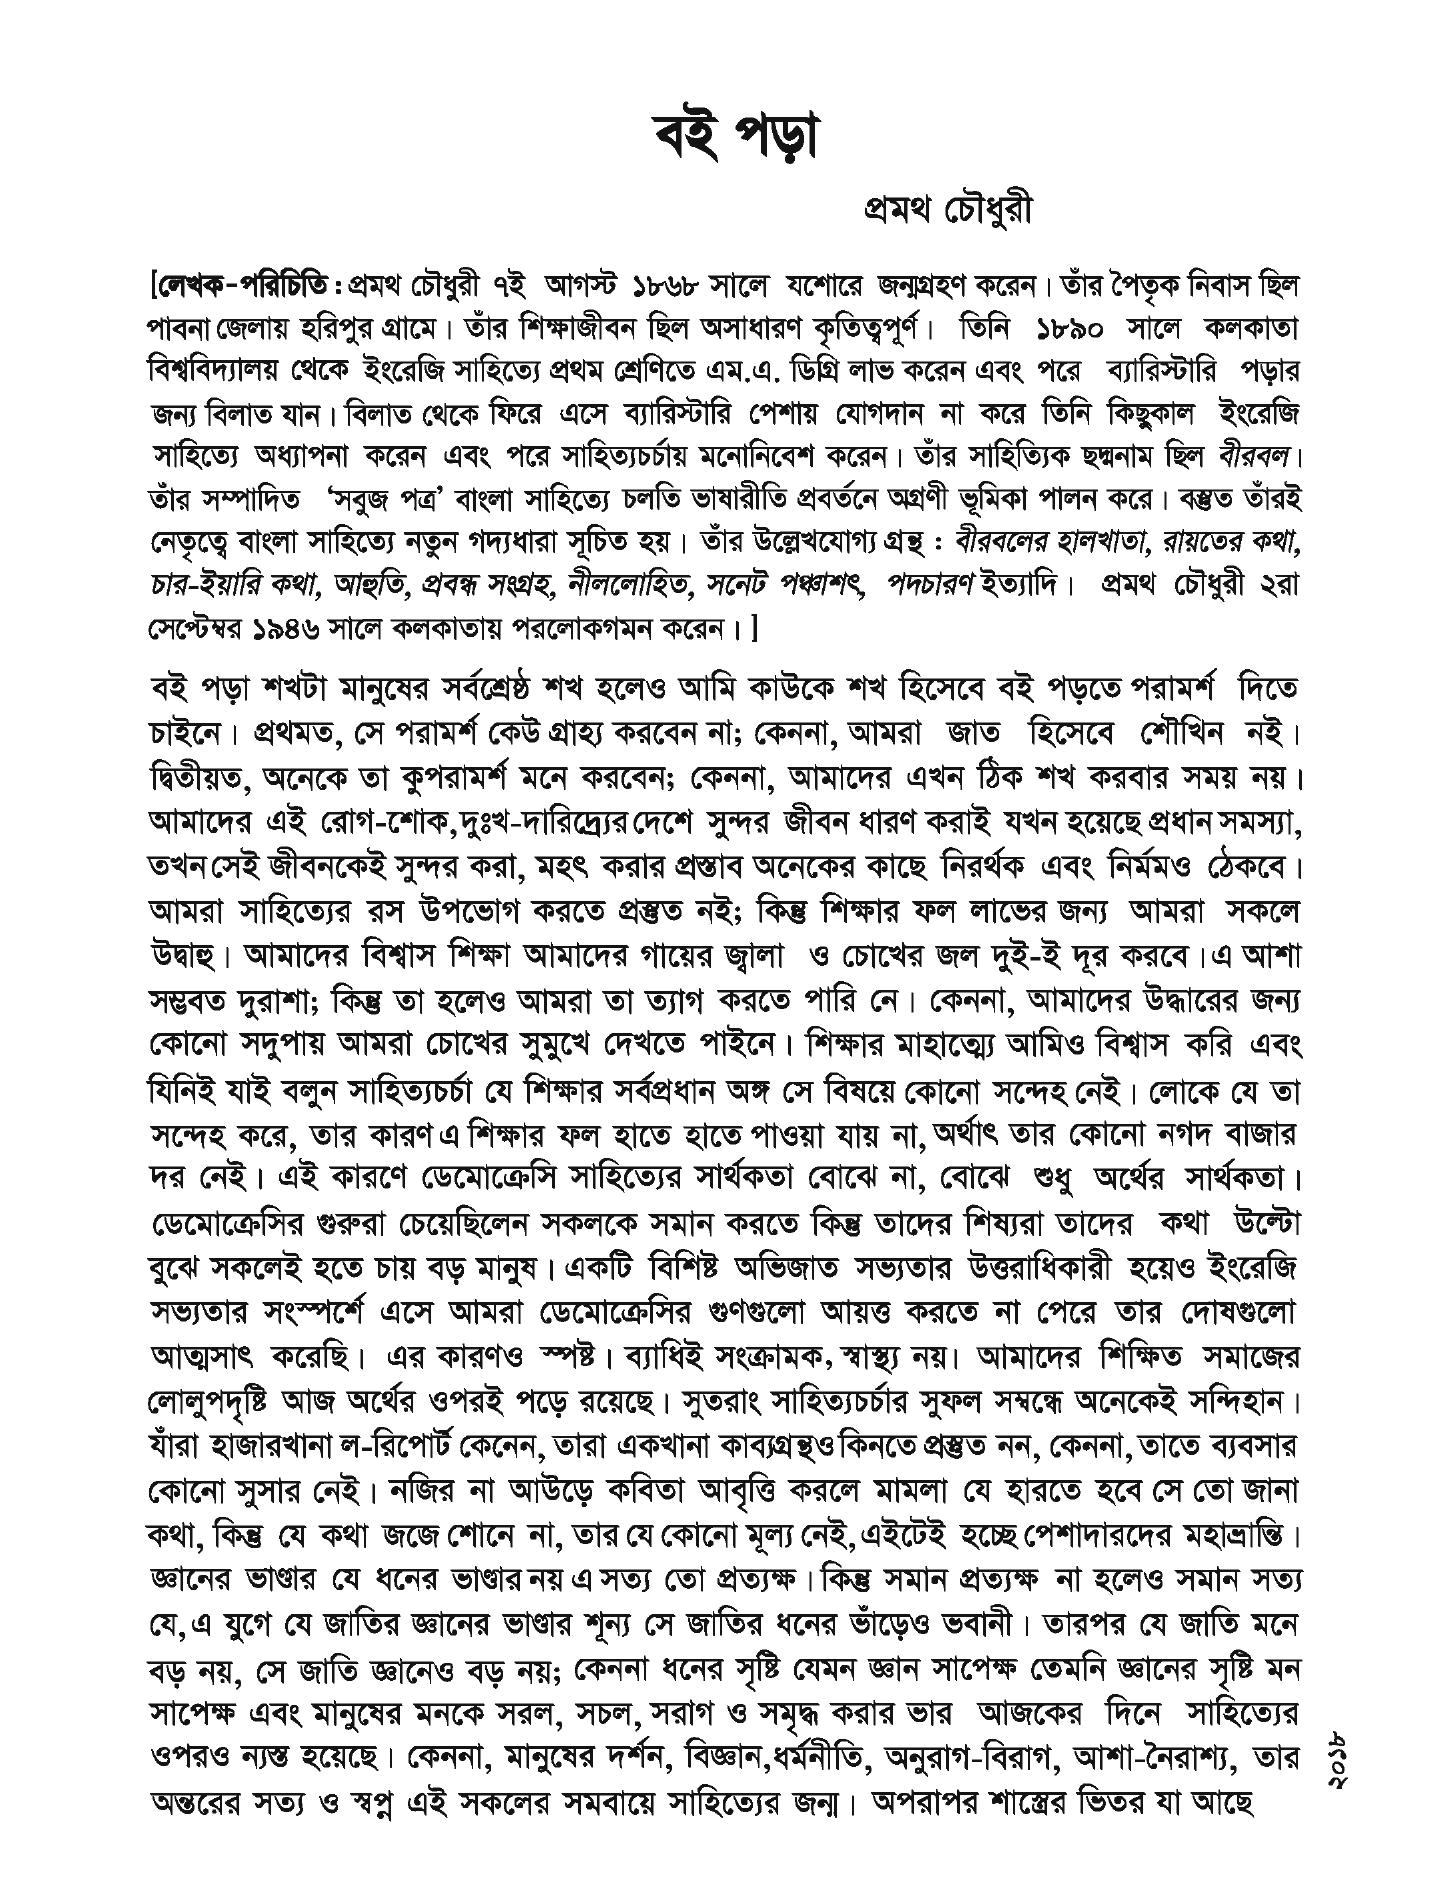 বই পড়া
প্রমথ চৌধুরী
[লেখক-পরিচিতি : প্রমথ চৌধুরী ৭ই আগস্ট ১৮৬৮ সালে যশোরে জন্মগ্রহণ করেন। তাঁর পৈতৃক নিবাস ছিল
পাবনা জেলায় হরিপুর গ্রামে। তাঁর শিক্ষাজীবন ছিল অসাধারণ কৃতিত্বপূর্ণ। তিনি ১৮৯০ সালে কলকাতা
বিশ্ববিদ্যালয় থেকে ইংরেজি সাহিত্যে প্রথম শ্রেণিতে এম.এ. ডিগ্রি লাভ করেন এবং পরে ব্যারিস্টারি পড়ার
জন্য বিলাত যান। বিলাত থেকে ফিরে এসে ব্যারিস্টারি পেশায় যোগদান না করে তিনি কিছুকাল ইংরেজি
সাহিত্যে অধ্যাপনা করেন এবং পরে সাহিত্যচর্চায় মনোনিবেশ করেন। তাঁর সাহিত্যিক ছদ্মনাম ছিল বীরবল।
তাঁর সম্পাদিত ‘সবুজ পত্র’ বাংলা সাহিত্যে চলতি ভাষারীতি প্রবর্তনে অগ্রণী ভূমিকা পালন করে। বস্তুত তাঁরই
নেতৃত্বে বাংলা সাহিত্যে নতুন গদ্যধারা সূচিত হয়। তাঁর উল্লেখযোগ্য গ্রন্থ : বীরবলের হালখাতা, রায়তের কথা,
চার-ইয়ারি কথা, আহুতি, প্রবন্ধ সংগ্রহ, নীললোহিত, সনেট পঞ্চাশৎ, পদচারণ ইত্যাদি। প্রমথ চৌধুরী ২রা
সেপ্টেম্বর ১৯৪৬ সালে কলকাতায় পরলোকগমন করেন। ]
বই পড়া শখটা মানুষের সর্বশ্রেষ্ঠ শখ হলেও আমি কাউকে শখ হিসেবে বই পড়তে পরামর্শ দিতে
চাইনে। প্রথমত, সে পরামর্শ কেউ গ্রাহ্য করবেন না; কেননা, আমরা জাত হিসেবে শৌখিন নই।
দ্বিতীয়ত, অনেকে তা কুপরামর্শ মনে করবেন; কেননা, আমাদের এখন ঠিক শখ করবার সময় নয়।
আমাদের এই রোগ-শোক,দুঃখ-দারিদ্র্যের দেশে সুন্দর জীবন ধারণ করাই যখন হয়েছে প্রধান সমস্যা,
তখন সেই জীবনকেই সুন্দর করা, মহৎ করার প্রস্তাব অনেকের কাছে নিরর্থক এবং নির্মমও ঠেকবে।
আমরা সাহিত্যের রস উপভোগ করতে প্রস্তুত নই; কিন্তু শিক্ষার ফল লাভের জন্য আমরা সকলে
উদ্বাহু। আমাদের বিশ্বাস শিক্ষা আমাদের গায়ের জ্বালা ও চোখের জল দুই-ই দূর করবে। এ আশা
সম্ভবত দুরাশা; কিন্তু তা হলেও আমরা তা ত্যাগ করতে পারি নে। কেননা, আমাদের উদ্ধারের জন্য
কোনো সদুপায় আমরা চোখের সুমুখে দেখতে পাইনে। শিক্ষার মাহাত্ম্যে আমিও বিশ্বাস করি এবং
যিনিই যাই বলুন সাহিত্যচর্চা যে শিক্ষার সর্বপ্রধান অঙ্গ সে বিষয়ে কোনো সন্দেহ নেই। লোকে যে তা
সন্দেহ করে, তার কারণ এ শিক্ষার ফল হাতে হাতে পাওয়া যায় না, অর্থাৎ তার কোনো নগদ বাজার
দর নেই। এই কারণে ডেমোক্রেসি সাহিত্যের সার্থকতা বোঝে না, বোঝে শুধু অর্থের সার্থকতা।
ডেমোক্রেসির গুরুরা চেয়েছিলেন সকলকে সমান করতে কিন্তু তাদের শিষ্যরা তাদের কথা উল্টো
বুঝে সকলেই হতে চায় বড় মানুষ। একটি বিশিষ্ট অভিজাত সভ্যতার উত্তরাধিকারী হয়েও ইংরেজি
সভ্যতার সংস্পর্শে এসে আমরা ডেমোক্রেসির গুণগুলো আয়ত্ত করতে না পেরে তার দোষগুলো
আত্মসাৎ করেছি। এর কারণও স্পষ্ট। ব্যাধিই সংক্রামক, স্বাস্থ্য নয়। আমাদের শিক্ষিত সমাজের
লোলুপদৃষ্টি আজ অর্থের ওপরই পড়ে রয়েছে। সুতরাং সাহিত্যচর্চার সুফল সম্বন্ধে অনেকেই সন্দিহান।
যাঁরা হাজারখানা ল-রিপোর্ট কেনেন, তারা একখানা কাব্যগ্রন্থও কিনতে প্রস্তুত নন, কেননা, তাতে ব্যবসার
কোনো সুসার নেই। নজির না আউড়ে কবিতা আবৃত্তি করলে মামলা যে হারতে হবে সে তো জানা
কথা, কিন্তু যে কথা জজে শোনে না, তার যে কোনো মূল্য নেই, এইটেই হচ্ছে পেশাদারদের মহাভ্রান্তি।
জ্ঞানের ভাণ্ডার যে ধনের ভাণ্ডার নয় এ সত্য তো প্রত্যক্ষ। কিন্তু সমান প্রত্যক্ষ না হলেও সমান সত্য
যে, এ যুগে যে জাতির জ্ঞানের ভাণ্ডার শূন্য সে জাতির ধনের ভাঁড়েও ভবানী। তারপর যে জাতি মনে
বড় নয়, সে জাতি জ্ঞানেও বড় নয়; কেননা ধনের সৃষ্টি যেমন জ্ঞান সাপেক্ষ তেমনি জ্ঞানের সৃষ্টি মন
সাপেক্ষ এবং মানুষের মনকে সরল, সচল, সরাগ ও সমৃদ্ধ করার ভার আজকের দিনে সাহিত্যের
ওপরও ন্যস্ত হয়েছে। কেননা, মানুষের দর্শন, বিজ্ঞান,ধর্মনীতি, অনুরাগ-বিরাগ, আশা-নৈরাশ্য, তার
অন্তরের সত্য ও স্বপ্ন এই সকলের সমবায়ে সাহিত্যের জন্ম। অপরাপর শাস্ত্রের ভিতর যা আছে
২০১৮